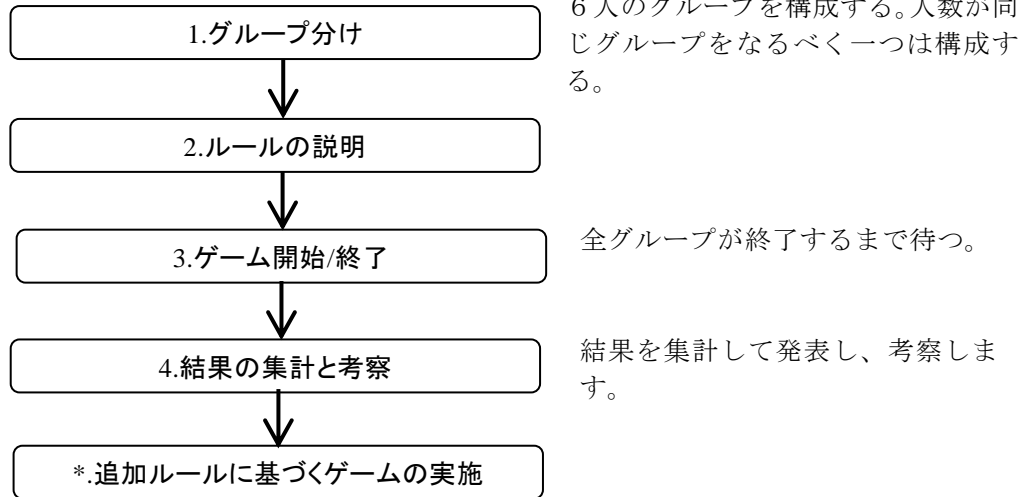 1.グループ分け
６人のグループを構成する。人数が同
じグループをなるべく一つは構成す
る。
2.ルールの説明
3.ゲーム開始/終了
全グループが終了するまで待つ。
4.結果の集計と考察
結果を集計して発表し、考察しま
す。
*.追加ルールに基づくゲームの実施